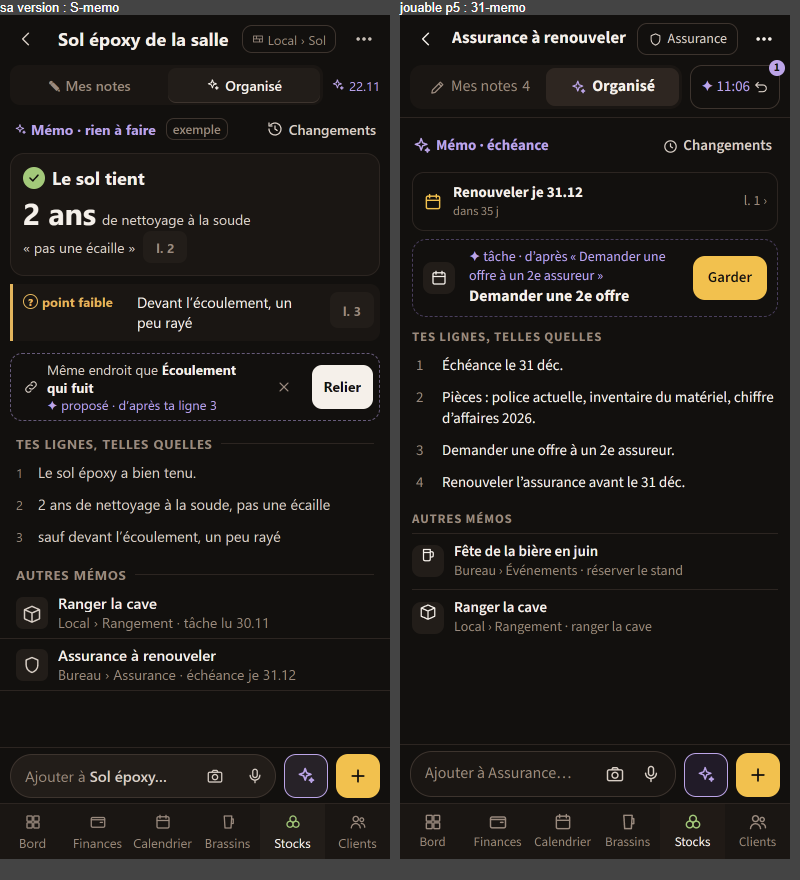 sa version : S-memo
Sol époxy de la salle
Local › Sol
Mes notes
Organisé
22.11
Mémo · rien à faire
exemple
Changements
Le sol tient
2 ans de nettoyage à la soude
« pas une écaille »
l. 2
point faible
Devant l'écoulement, un
peu rayé
l. 3
Même endroit que Écoulement
qui fuit
proposé · d'après ta ligne 3
Relier
TES LIGNES, TELLES QUELLES
1 Le sol époxy a bien tenu.
2 2 ans de nettoyage à la soude, pas une écaille
3 sauf devant l'écoulement, un peu rayé
AUTRES MÉMOS
Ranger la cave
Local › Rangement · tâche lu 30.11
Assurance à renouveler
Bureau › Assurance · échéance je 31.12
Ajouter à Sol époxy...
Bord
Finances
Calendrier
Brassins
Stocks
Clients
jouable p5 : 31-memo
Assurance à renouveler
Assurance
Mes notes 4
Organisé
11:06
1
Mémo · échéance
Changements
Renouveler je 31.12
dans 35 j
l. 1 ›
tâche · d'après « Demander une
offre à un 2e assureur »
Demander une 2e offre
Garder
TES LIGNES, TELLES QUELLES
1 Échéance le 31 déc.
2 Pièces : police actuelle, inventaire du matériel, chiffre
d'affaires 2026.
3 Demander une offre à un 2e assureur.
4 Renouveler l'assurance avant le 31 déc.
AUTRES MÉMOS
Fête de la bière en juin
Bureau › Événements · réserver le stand
Ranger la cave
Local › Rangement · ranger la cave
Ajouter à Assurance...
Bord
Finances
Calendrier
Brassins
Stocks
Clients